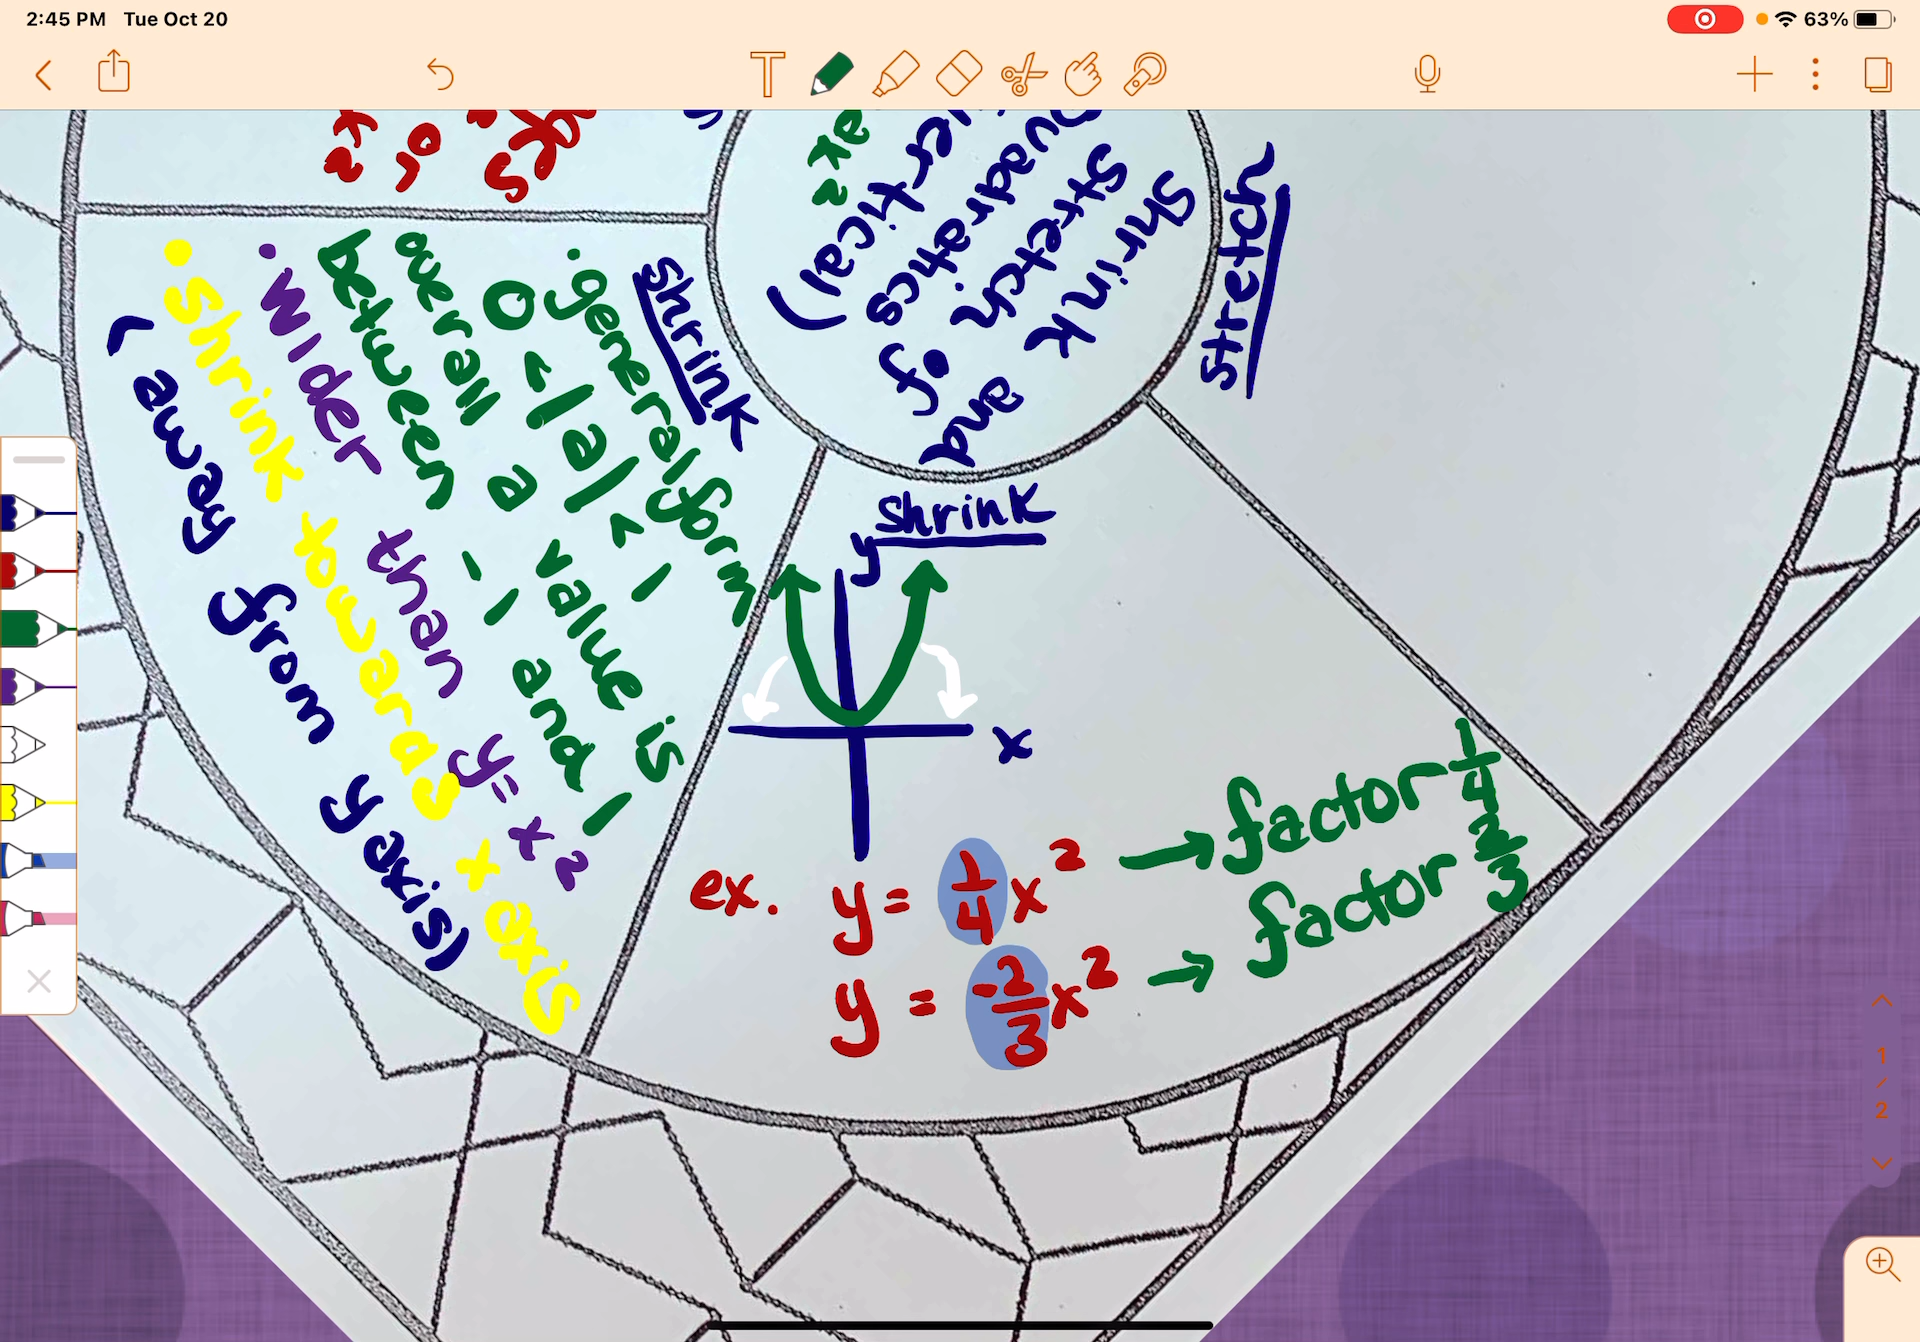 2:45 PM Tue Oct 20
63%
ax²
Shrink and
Stretch of
Quadratics
(vertical)
Stretch
shrink
• general form
0 < |a| < 1
overall a value is
between -1 and 1
• wider than y = x²
• shrink towards x axis
(away from y axis)
or
shrink
y
x
ex. y = 1/4 x² → factor 1/4
y = -2/3 x² → factor 2/3
1
/
2